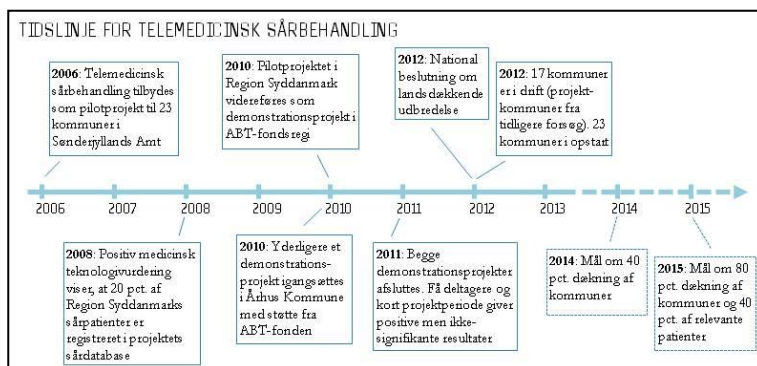 TIDSLINJE FOR TELEMEDICINSK SÅRBEHANDLING
2006: Telemedicinsk
sårbehandling tilbydes
som pilotprojekt til 23
kommuner i
Sønderjyllands Amt
2010: Pilotprojektet i
Region Syddanmark
videreføres som
demonstrationsprojekt i
ABT-fondsregi
2012: National
beslutning om
landsdækkende
udbredelse
2012: 17 kommuner
er i drift (projekt-
kommuner fra
tidligere forsøg). 23
kommuner i opstart
2006 2007 2008 2009 2010 2011 2012 2013 2014 2015
2008: Positiv medicinsk
teknologivurdering
viser, at 20 pct. af
Region Syddanmarks
sårpatienter er
registreret i projektets
sårdatabase
2010: Yderligere et
demonstrations-
projekt igangsættes
i Århus Kommune
med støtte fra
ABT-fonden
2011: Begge
demonstrationsprojekter
afsluttes. Få deltagere og
kort projektperiode giver
positive men ikke-
signifikante resultater
2014: Mål om 40
pct. dækning af
kommuner
2015: Mål om 80
pct. dækning af
kommuner og 40
pct. af relevante
patienter